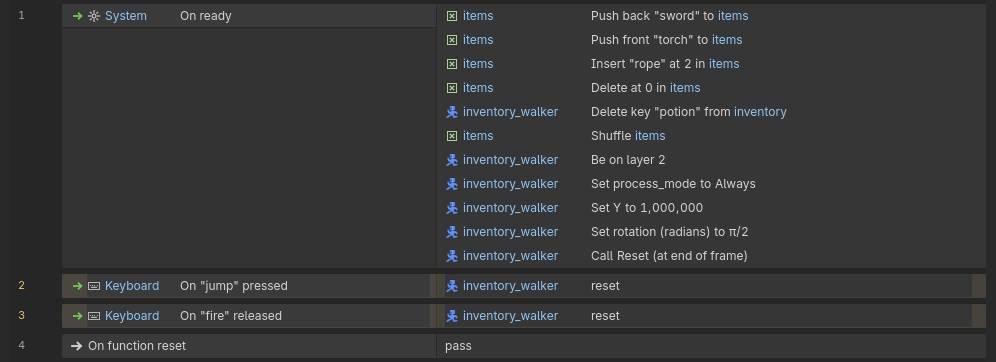 1 System On ready items Push back "sword" to items
items Push front "torch" to items
items Insert "rope" at 2 in items
items Delete at 0 in items
inventory_walker Delete key "potion" from inventory
items Shuffle items
inventory_walker Be on layer 2
inventory_walker Set process_mode to Always
inventory_walker Set Y to 1,000,000
inventory_walker Set rotation (radians) to π/2
inventory_walker Call Reset (at end of frame)
2 Keyboard On "jump" pressed inventory_walker reset
3 Keyboard On "fire" released inventory_walker reset
4 On function reset pass